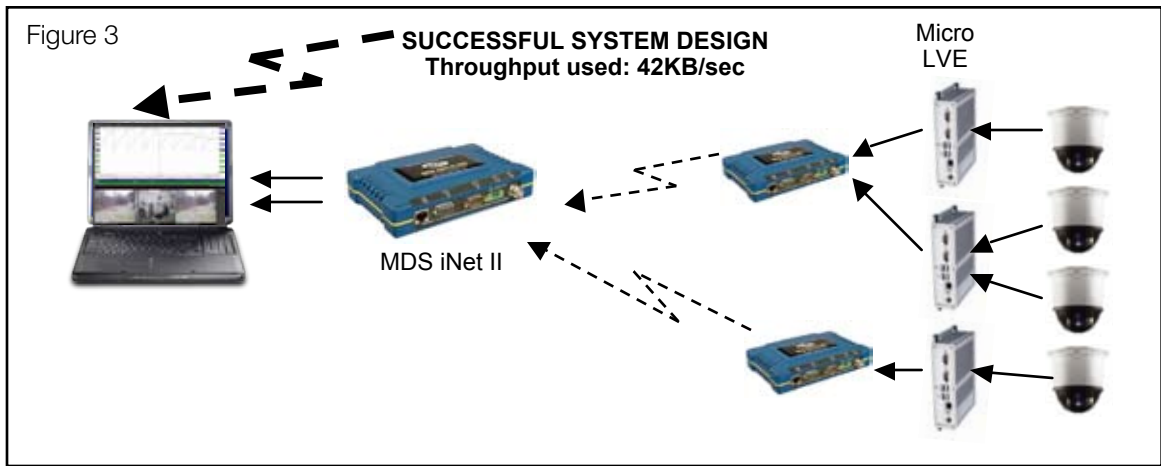 Figure 3
SUCCESSFUL SYSTEM DESIGN
Throughput used: 42KB/sec
Micro
LVE
MDS iNet II